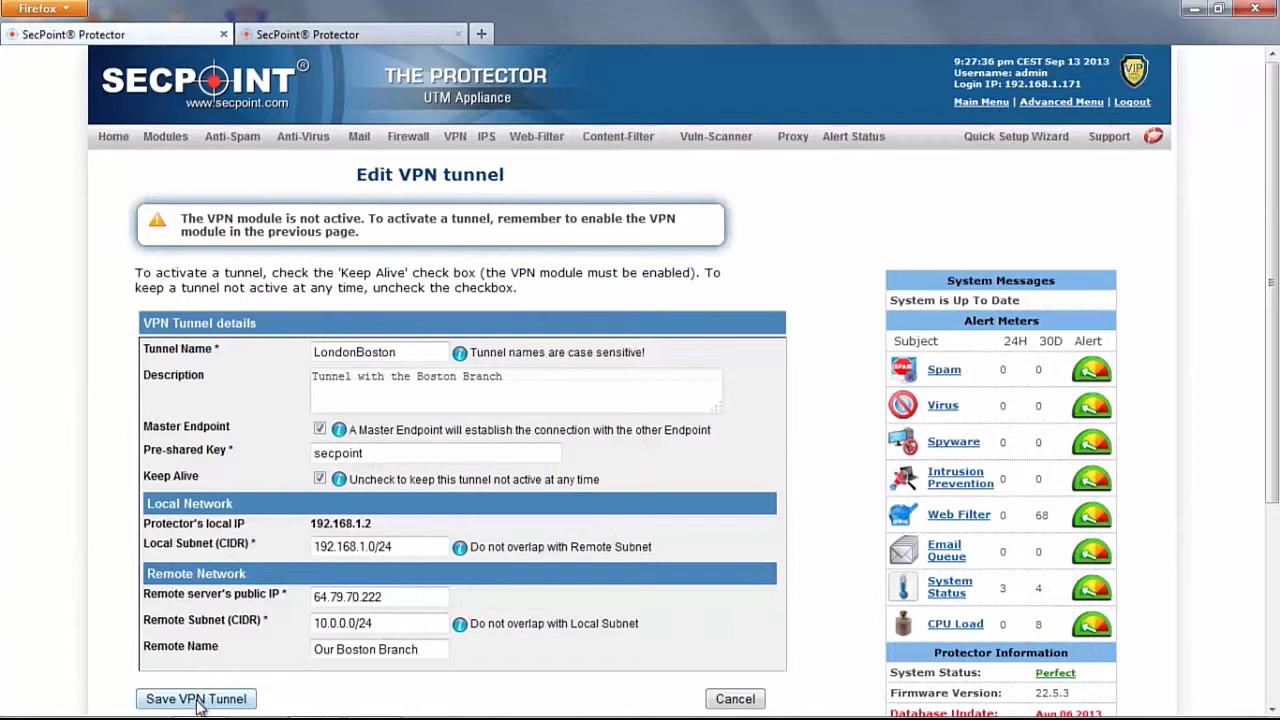 Firefox
SecPoint® Protector
SecPoint® Protector
SECPOINT®
www.secpoint.com
THE PROTECTOR
UTM Appliance
9:27:36 pm CEST Sep 13 2013
Username: admin
Login IP: 192.168.1.171
Main Menu | Advanced Menu | Logout
VIP
Home Modules Anti-Spam Anti-Virus Mail Firewall VPN IPS Web-Filter Content-Filter Vuln-Scanner Proxy Alert Status Quick Setup Wizard Support
Edit VPN tunnel
The VPN module is not active. To activate a tunnel, remember to enable the VPN
module in the previous page.
To activate a tunnel, check the 'Keep Alive' check box (the VPN module must be enabled). To
keep a tunnel not active at any time, uncheck the checkbox.
VPN Tunnel details
Tunnel Name * LondonBoston Tunnel names are case sensitive!
Description Tunnel with the Boston Branch
Master Endpoint A Master Endpoint will establish the connection with the other Endpoint
Pre-shared Key * secpoint
Keep Alive Uncheck to keep this tunnel not active at any time
Local Network
Protector's local IP 192.168.1.2
Local Subnet (CIDR) * 192.168.1.0/24 Do not overlap with Remote Subnet
Remote Network
Remote server's public IP * 64.79.70.222
Remote Subnet (CIDR) * 10.0.0.0/24 Do not overlap with Local Subnet
Remote Name Our Boston Branch
Save VPN Tunnel Cancel
System Messages
System is Up To Date
Alert Meters
Subject 24H 30D Alert
SPAM Spam 0 0
Virus 0 0
Spyware 0 0
Intrusion
Prevention 0 0
Web Filter 0 68
Email
Queue 0 0
System
Status 3 4
CPU Load 0 8
Protector Information
System Status: Perfect
Firmware Version: 22.5.3
Database Update: Aug 06 2013